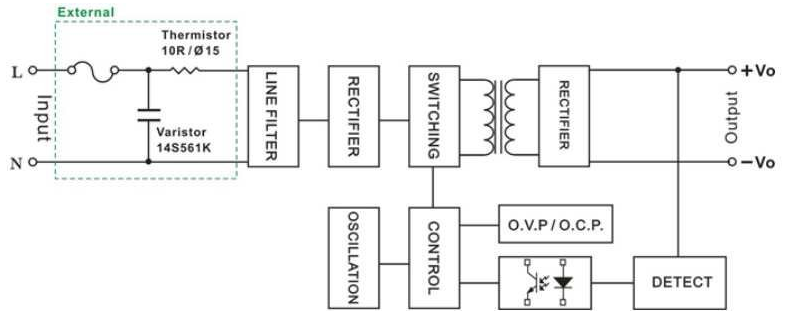 External
Thermistor
10R/Ø15
L
Input
N
Varistor
14S561K
LINE FILTER
RECTIFIER
SWITCHING
RECTIFIER
+Vo
Output
-Vo
OSCILLATION
CONTROL
O.V.P/O.C.P.
DETECT